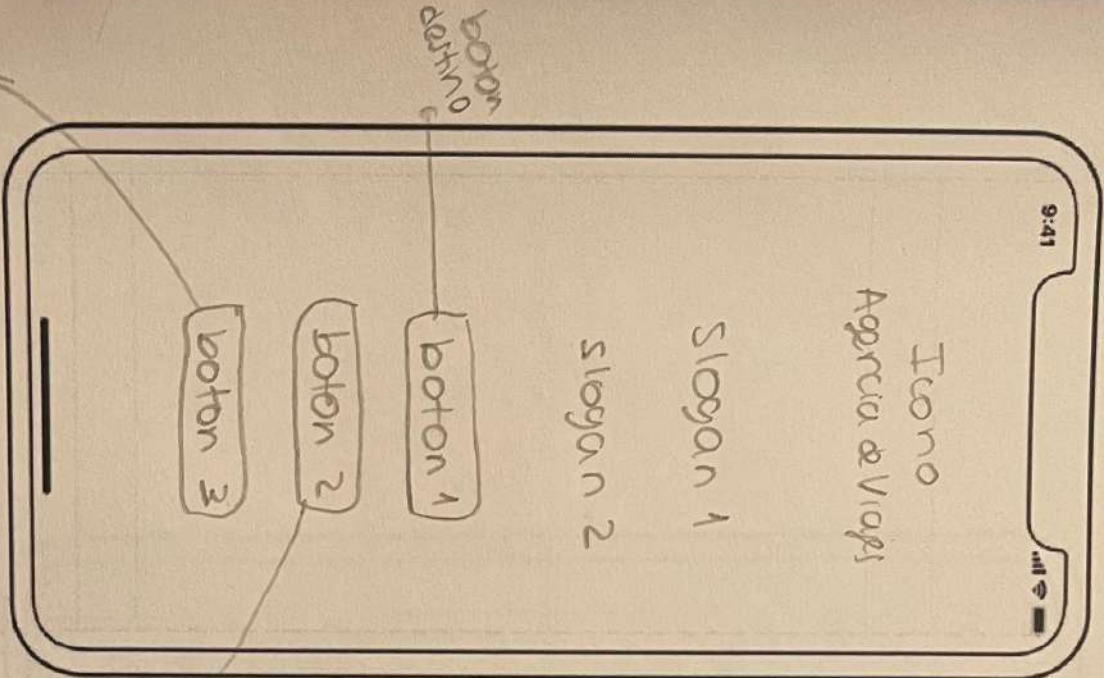 9:41
Icono
Agencia de Viajes
Slogan 1
Slogan 2
boton 1
boton 2
boton 3
boton
destino